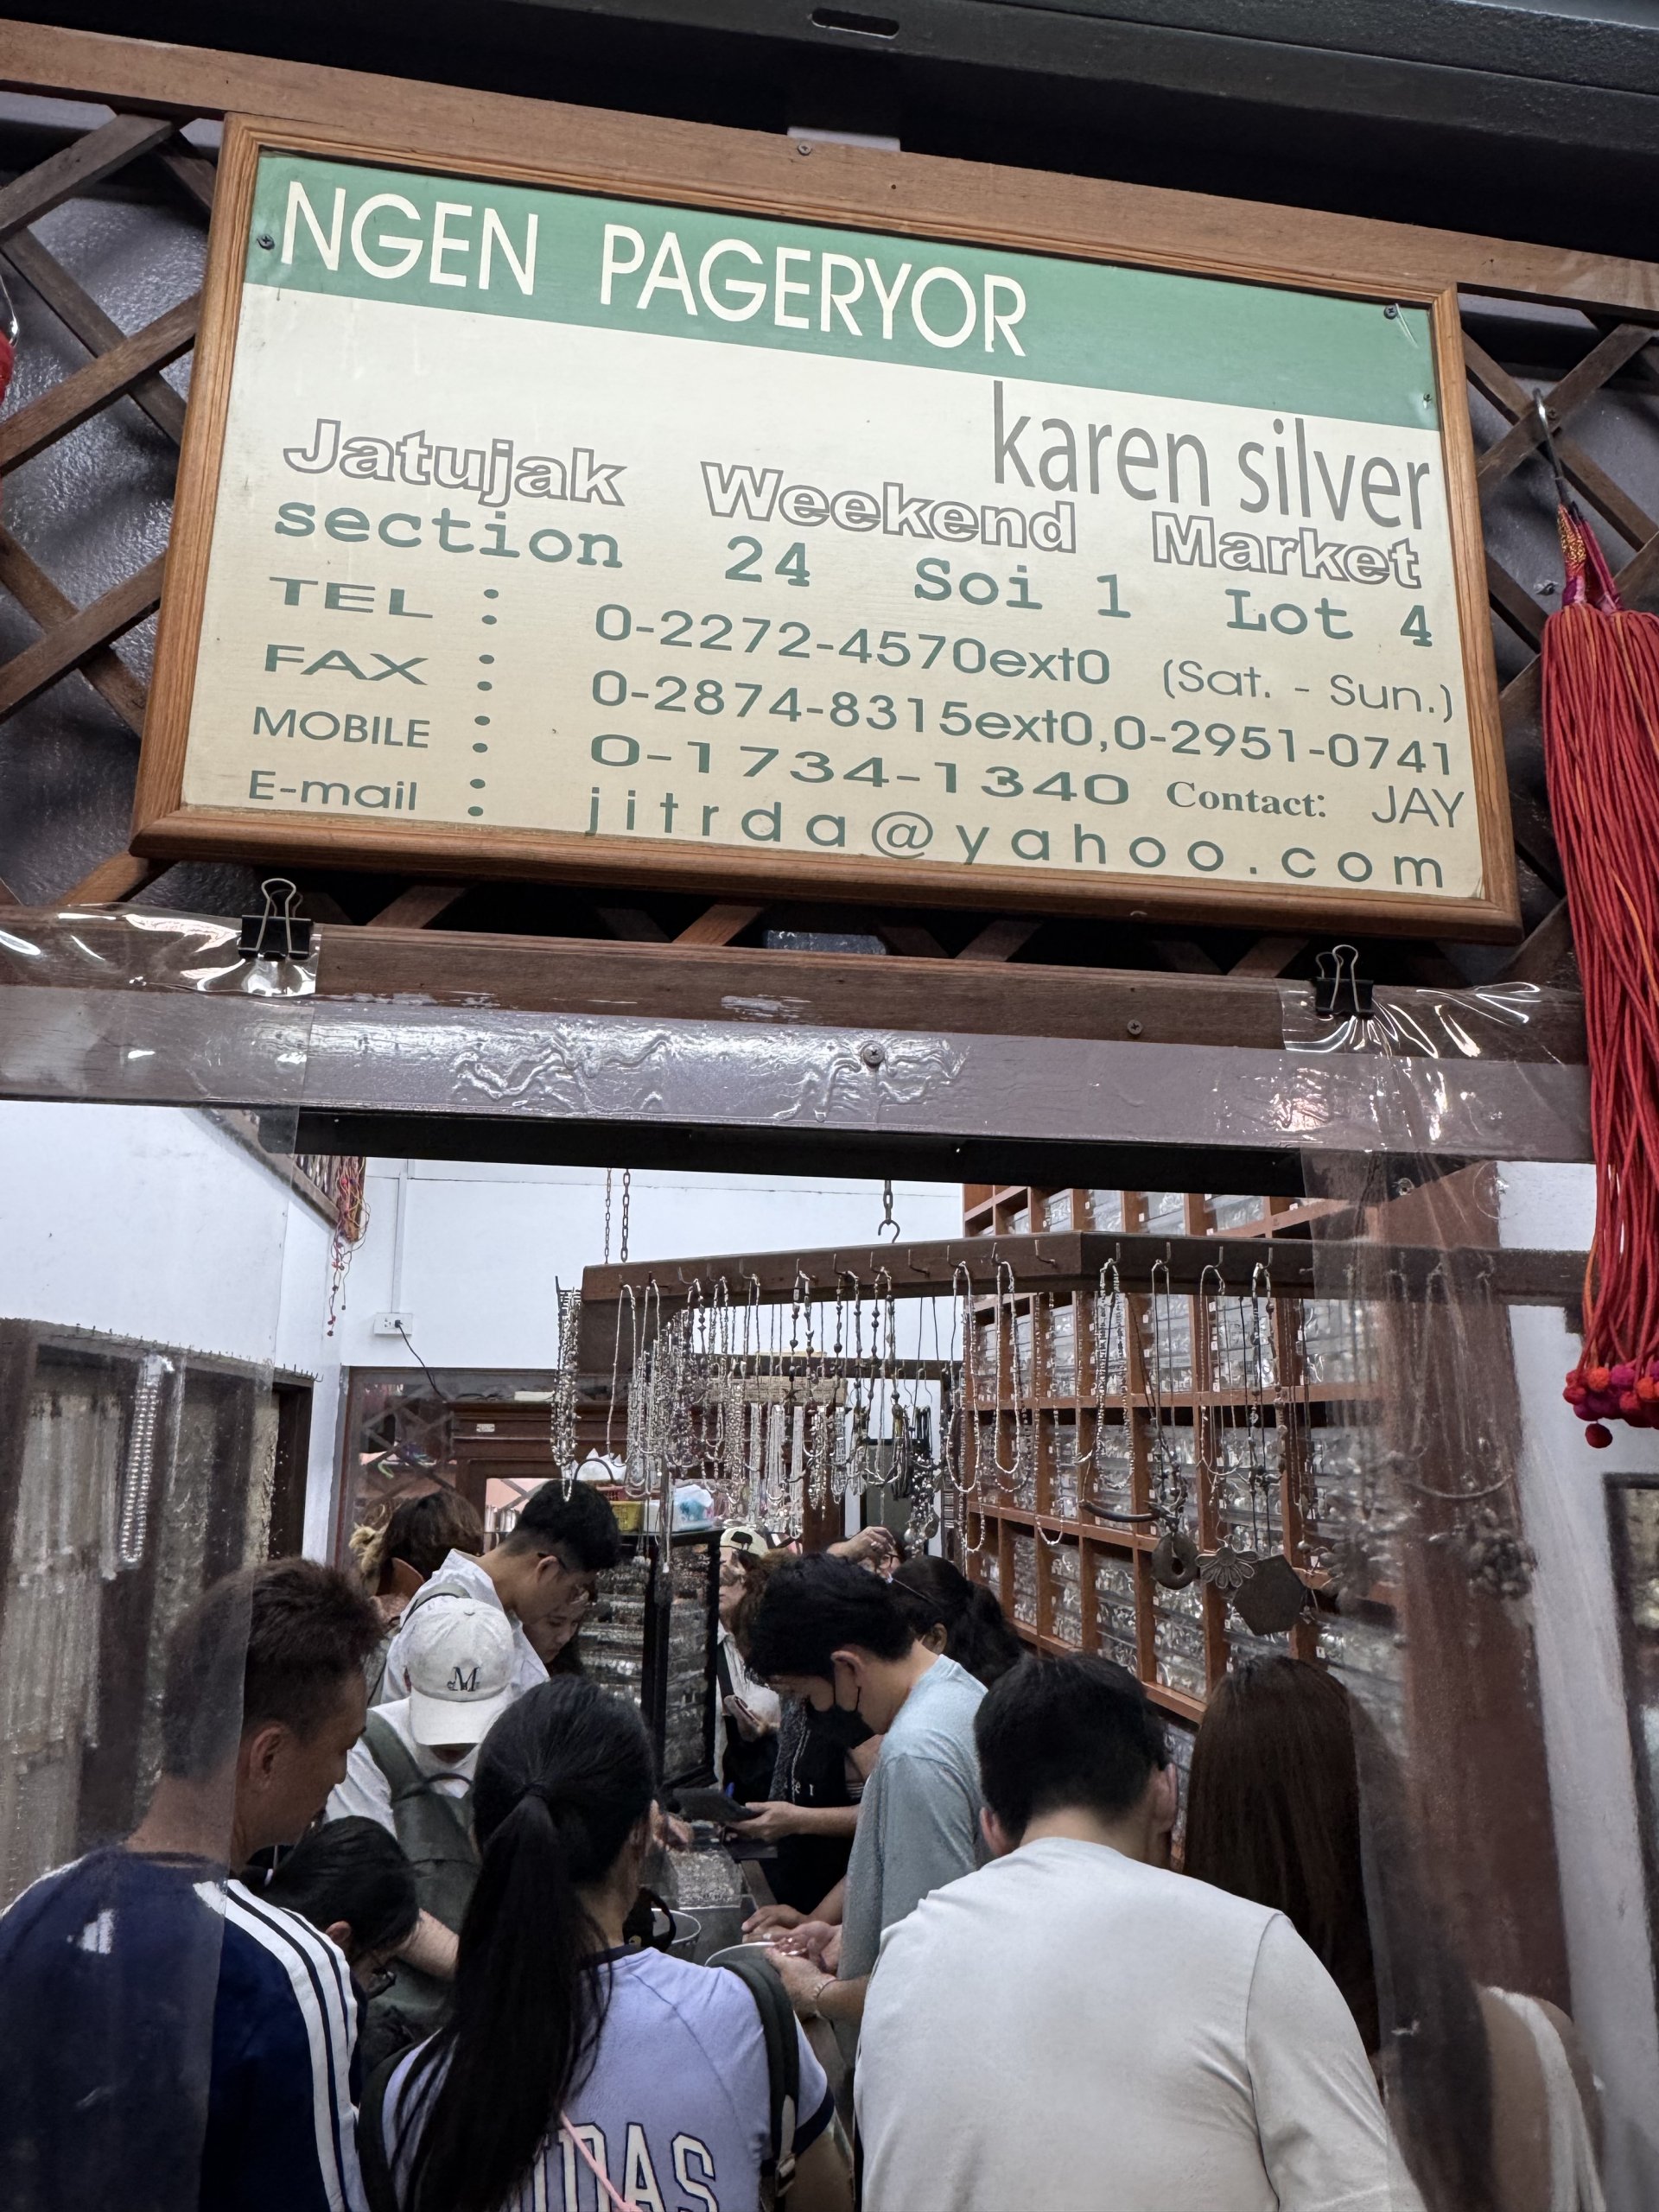 NGEN PAGERYOR
karen silver
Jatujak Weekend Market
section 24 Soi 1 Lot 4
TEL : 0-2272-4570ext0 (Sat. - Sun.)
FAX : 0-2874-8315ext0,0-2951-0741
MOBILE : 0-1734-1340 Contact: JAY
E-mail : jitrda@yahoo.com
M